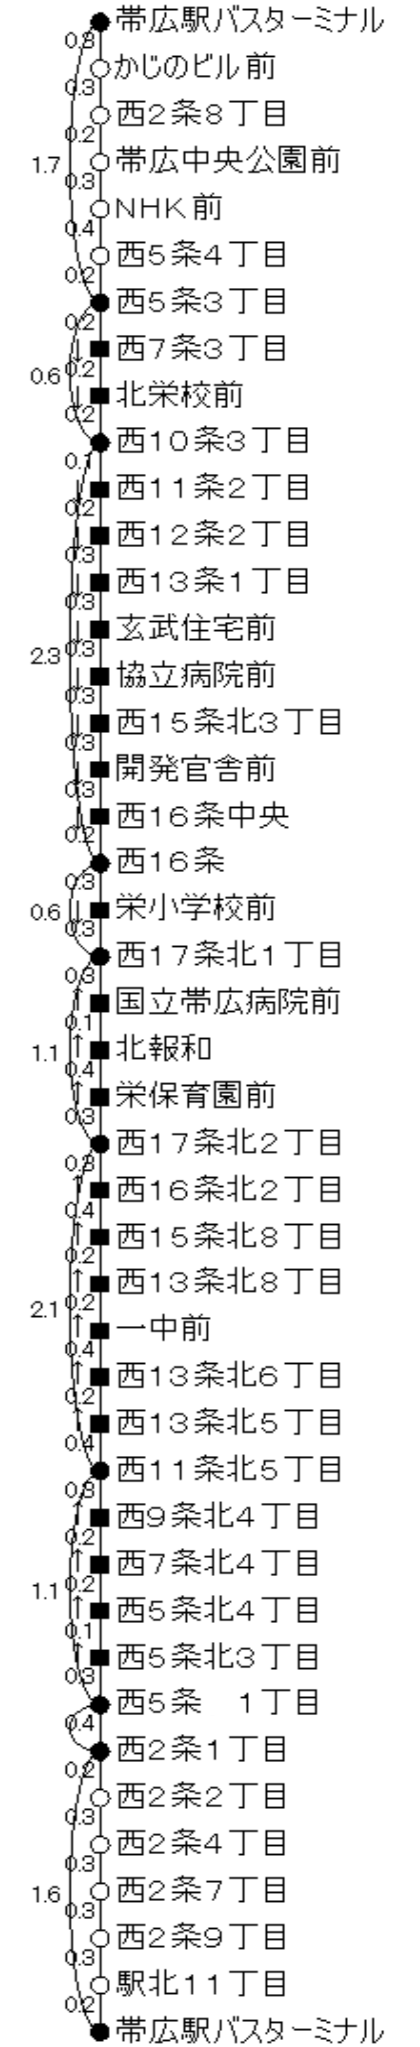 帯広駅バスターミナル
0.3
かじのビル前
0.3
西2条8丁目
0.2
1.7 帯広中央公園前
0.3
NHK前
0.4
西5条4丁目
0.2
西5条3丁目
0.2
西7条3丁目
0.6 0.2
北栄校前
0.2
西10条3丁目
0.1
西11条2丁目
0.2
西12条2丁目
0.3
西13条1丁目
0.3
玄武住宅前
2.3 0.3
協立病院前
0.3
西15条北3丁目
0.3
開発官舎前
0.3
西16条中央
0.2
西16条
0.3
0.6 栄小学校前
0.3
西17条北1丁目
0.3
国立帯広病院前
0.1
1.1 ↑ 北報和
0.4
栄保育園前
0.3
西17条北2丁目
0.3
西16条北2丁目
0.4
西15条北8丁目
0.2
西13条北8丁目
2.1 0.2
一中前
0.4
西13条北6丁目
0.2
西13条北5丁目
0.4
西11条北5丁目
0.3
西9条北4丁目
0.2
西7条北4丁目
1.1 0.2
西5条北4丁目
0.1
西5条北3丁目
0.3
西5条　1丁目
0.4
西2条1丁目
0.2
西2条2丁目
0.3
西2条4丁目
0.3
1.6 西2条7丁目
0.3
西2条9丁目
0.3
駅北11丁目
0.2
帯広駅バスターミナル